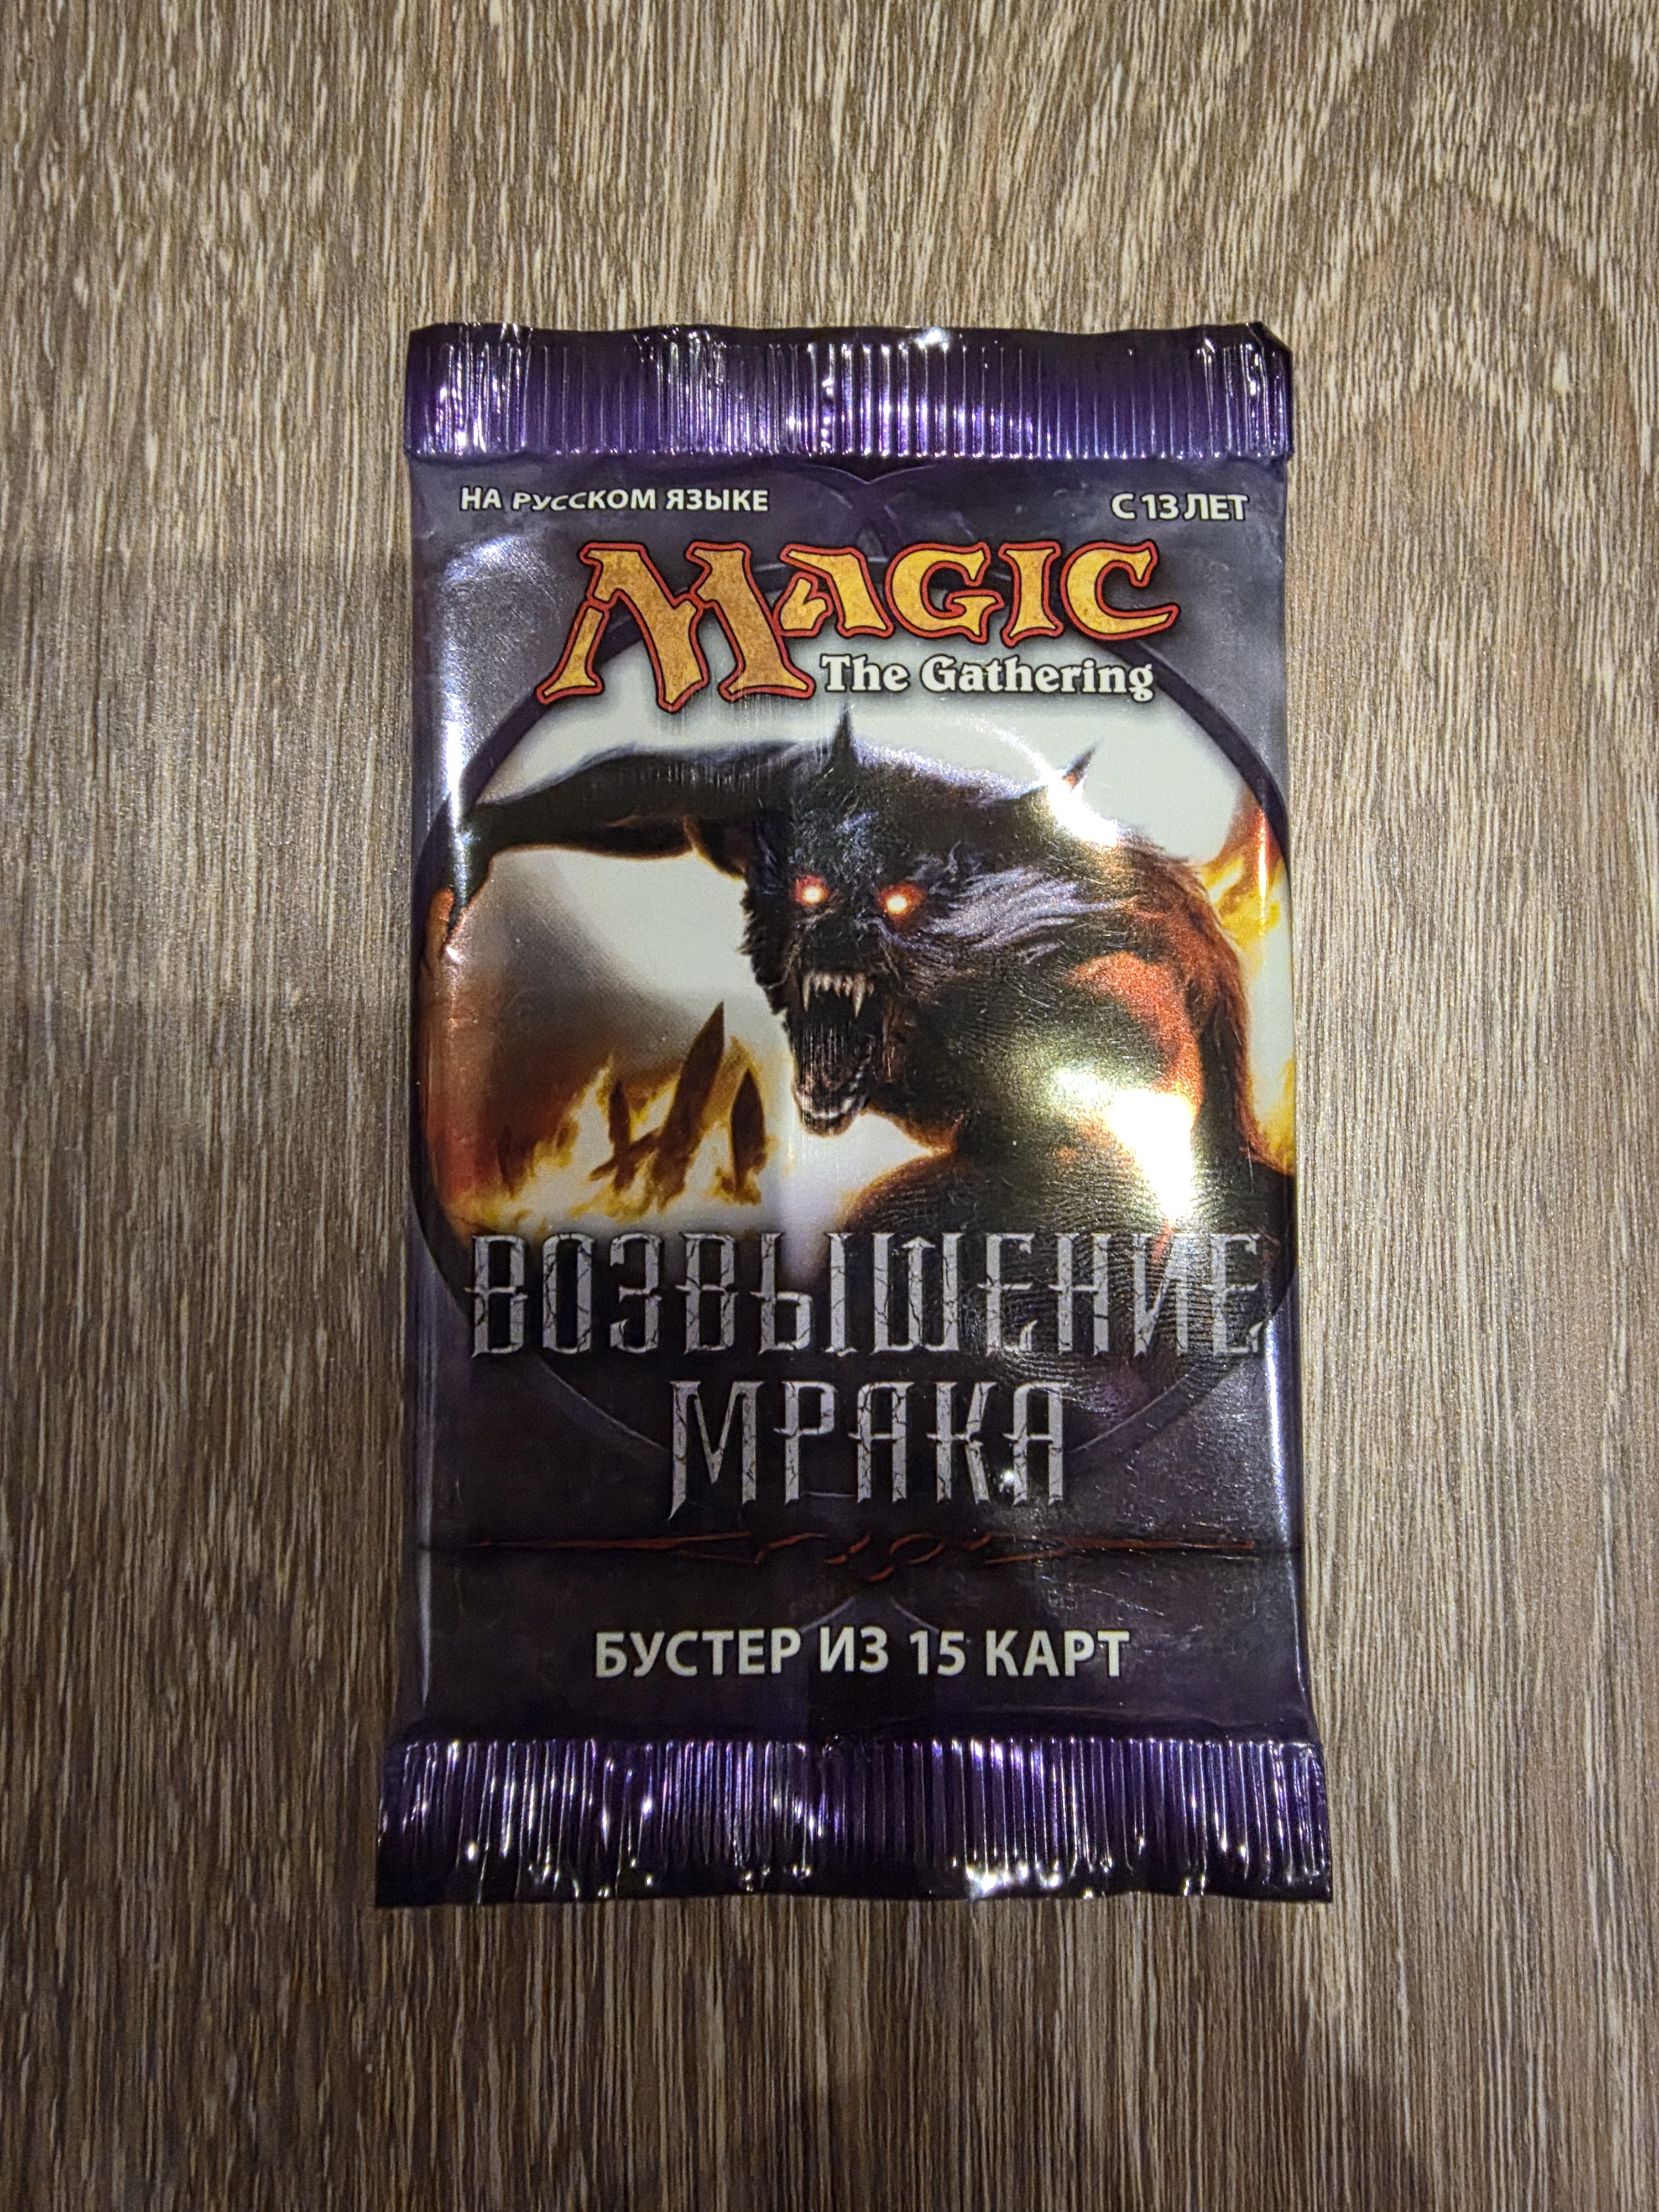 НА РУССКОМ ЯЗЫКЕ
С 13 ЛЕТ
MAGIC
The Gathering
ВОЗВЫШЕНИЕ
МРАКА
БУСТЕР ИЗ 15 КАРТ